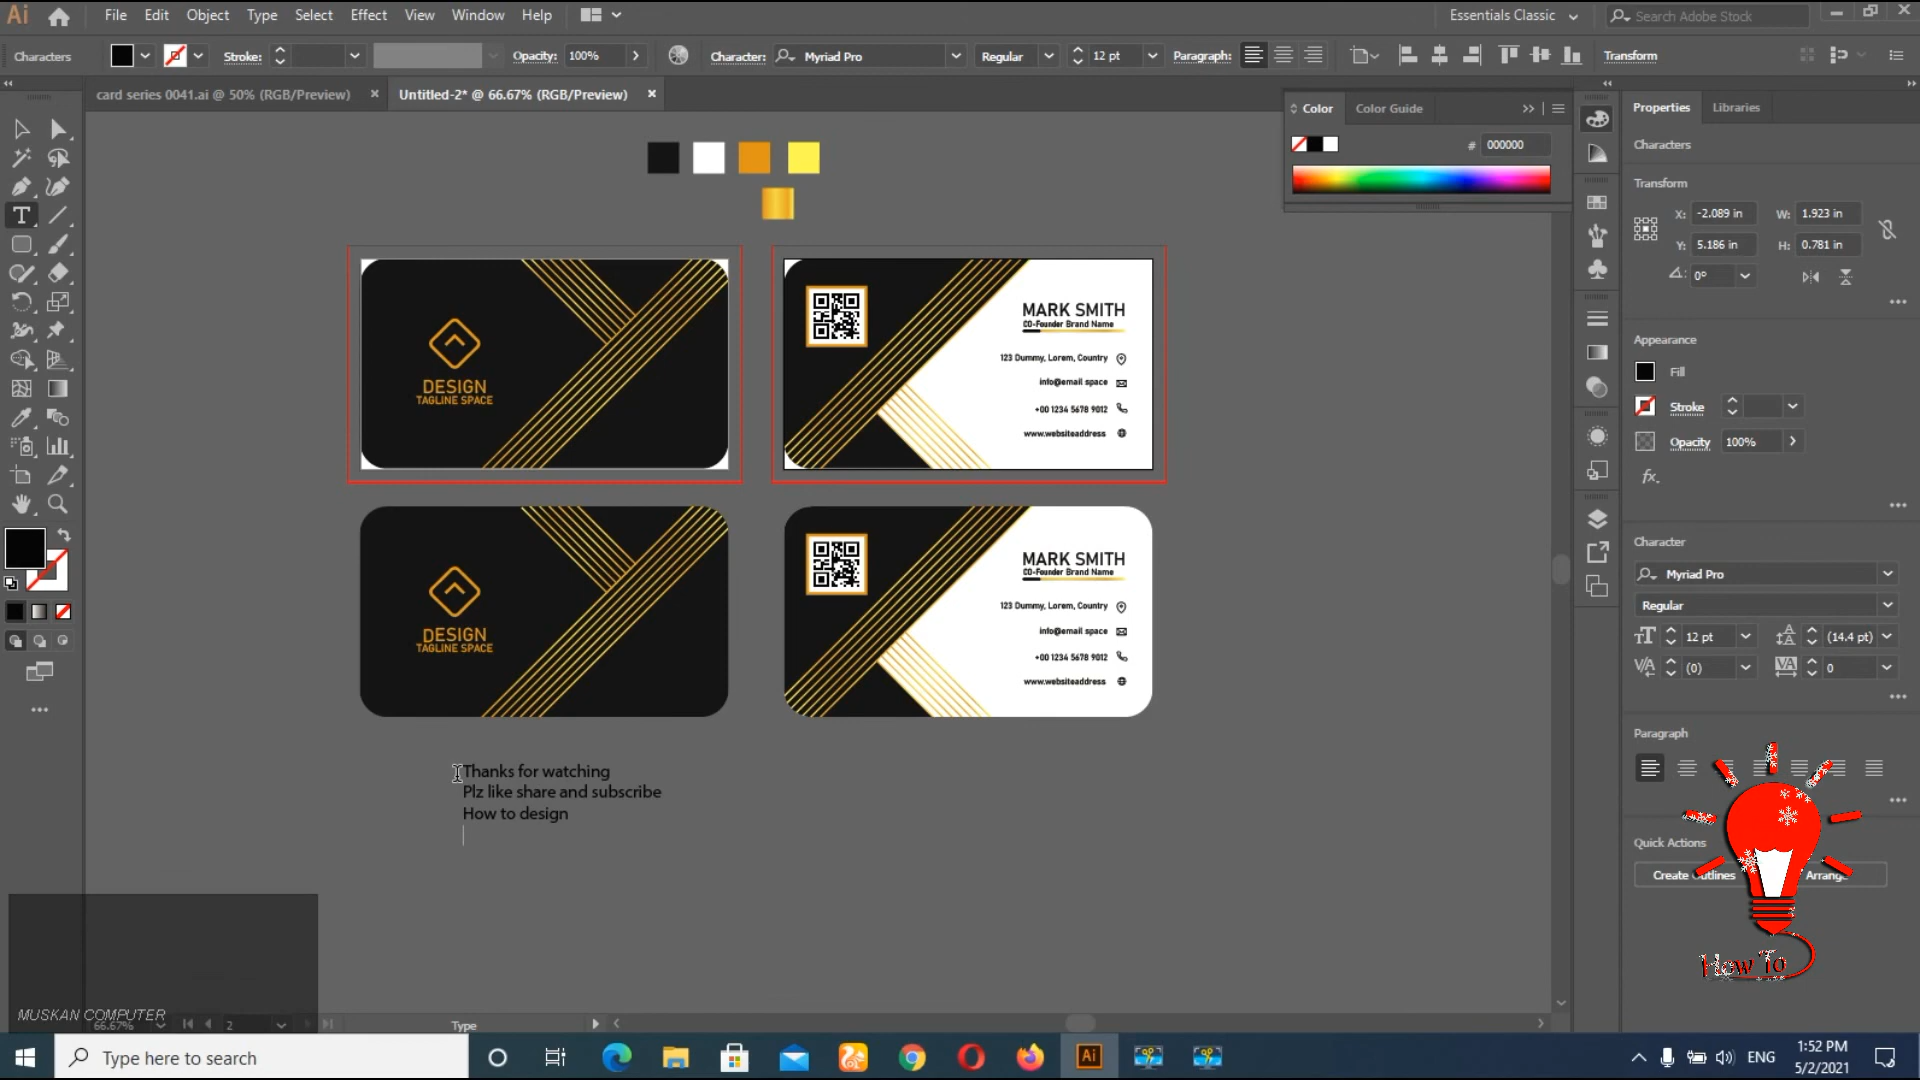 Ai File Edit Object Type Select Effect View Window Help Essentials Classic Search Adobe Stock
Characters Stroke: Opacity: 100% Character: Myriad Pro Regular 12 pt Paragraph: Transform
card series 0041.ai @ 50% (RGB/Preview) Untitled-2* @ 66.67% (RGB/Preview)
Color Color Guide
# 000000
Properties Libraries
Characters
Transform
X: -2.089 in W: 1.923 in
Y: 5.186 in H: 0.781 in
0°
Appearance
Fill
Stroke
Opacity 100%
fx.
Character
Myriad Pro
Regular
12 pt (14.4 pt)
(0) 0
Paragraph
Quick Actions
Create Outlines Arrange
How To
DESIGN
TAGLINE SPACE
MARK SMITH
CO-Founder Brand Name
123 Dummy, Lorem, Country
info@email space
+00 1234 5678 9012
www.websiteaddress
DESIGN
TAGLINE SPACE
MARK SMITH
CO-Founder Brand Name
123 Dummy, Lorem, Country
info@email space
+00 1234 5678 9012
www.websiteaddress
Thanks for watching
Plz like share and subscribe
How to design
MUSKAN COMPUTER
66.67% 2 Type
Type here to search
Ai
ENG
1:52 PM
5/2/2021